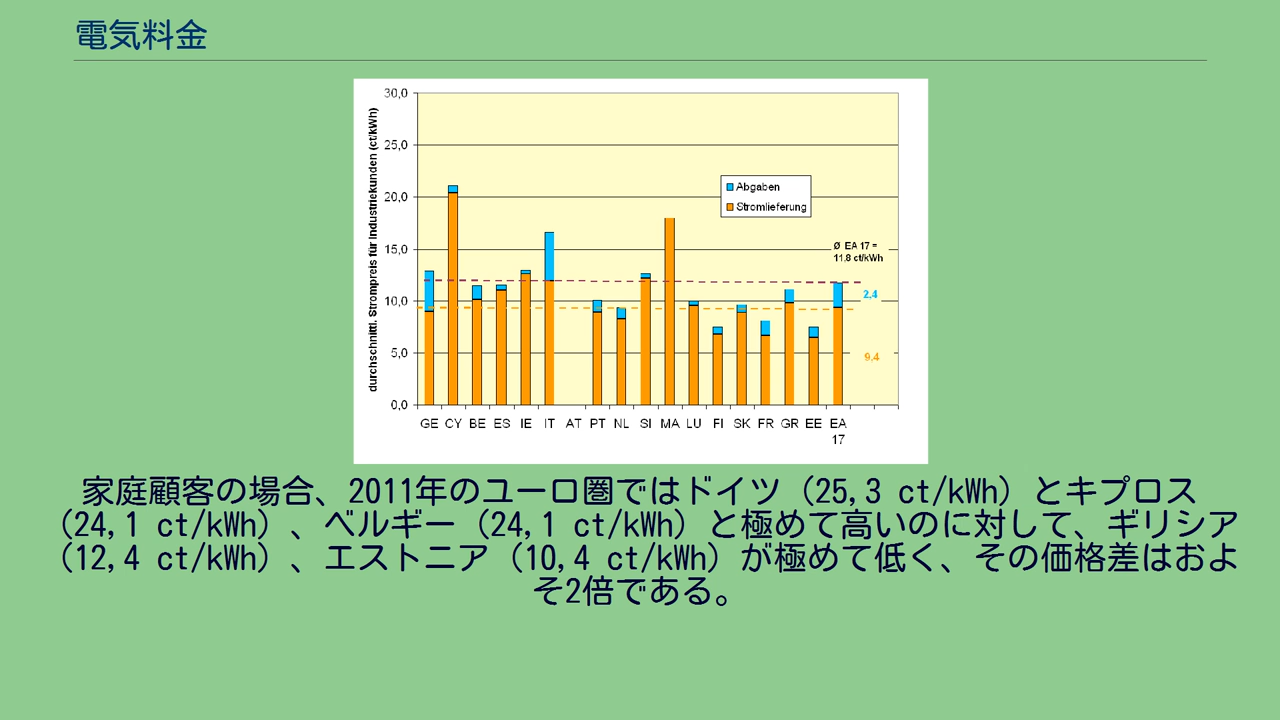 電気料金
durchschnittl. Strompreis für Industriekunden (ct/kWh)
30,0
25,0
20,0
15,0
10,0
5,0
0,0
Abgaben
Stromlieferung
Ø EA 17 =
11,8 ct/kWh
2,4
9,4
GE CY BE ES IE IT AT PT NL SI MA LU FI SK FR GR EE EA
17
家庭顧客の場合、2011年のユーロ圏ではドイツ（25,3 ct/kWh）とキプロス
（24,1 ct/kWh）、ベルギー（24,1 ct/kWh）と極めて高いのに対して、ギリシア
（12,4 ct/kWh）、エストニア（10,4 ct/kWh）が極めて低く、その価格差はおよ
そ2倍である。